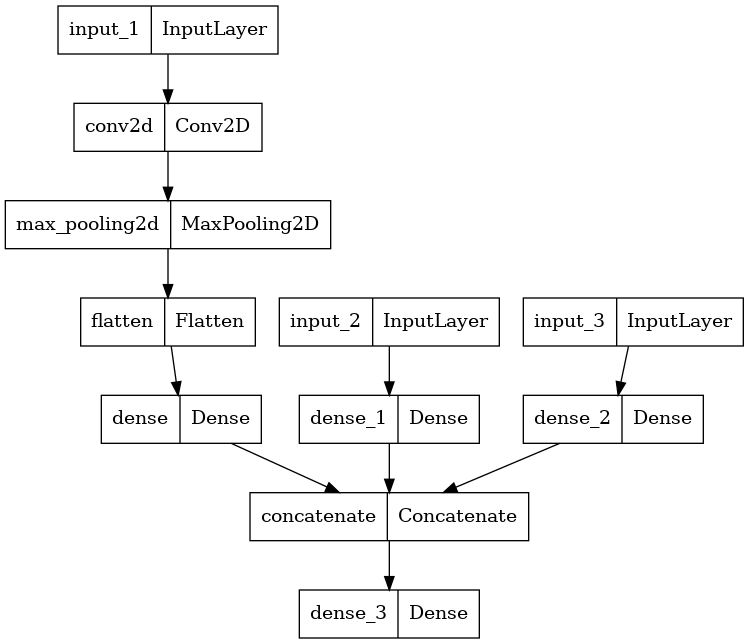 input_1 InputLayer
conv2d Conv2D
max_pooling2d MaxPooling2D
flatten Flatten
input_2 InputLayer
input_3 InputLayer
dense Dense
dense_1 Dense
dense_2 Dense
concatenate Concatenate
dense_3 Dense